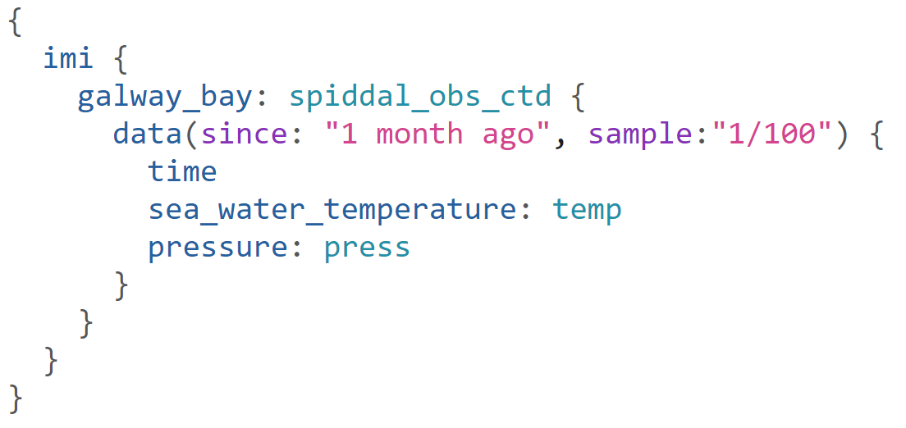 {
  imi {
    galway_bay: spiddal_obs_ctd {
      data(since: "1 month ago", sample:"1/100") {
        time
        sea_water_temperature: temp
        pressure: press
      }
    }
  }
}